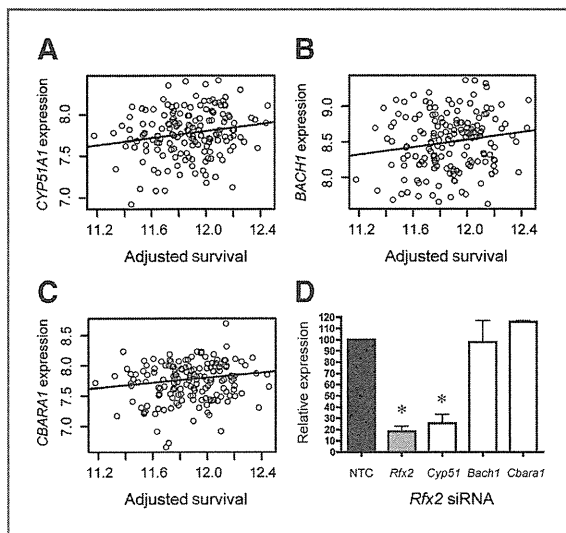 A
CYP51A1 expression
8.0
7.5
7.0
11.2 11.6 12.0 12.4
Adjusted survival
B
BACH1 expression
9.0
8.5
8.0
11.2 11.6 12.0 12.4
Adjusted survival
C
CBARA1 expression
8.5
8.0
7.5
7.0
11.2 11.6 12.0 12.4
Adjusted survival
D
Relative expression
120
110
100
90
80
70
60
50
40
30
20
10
0
* *
NTC Rfx2 Cyp51 Bach1 Cbara1
Rfx2 siRNA